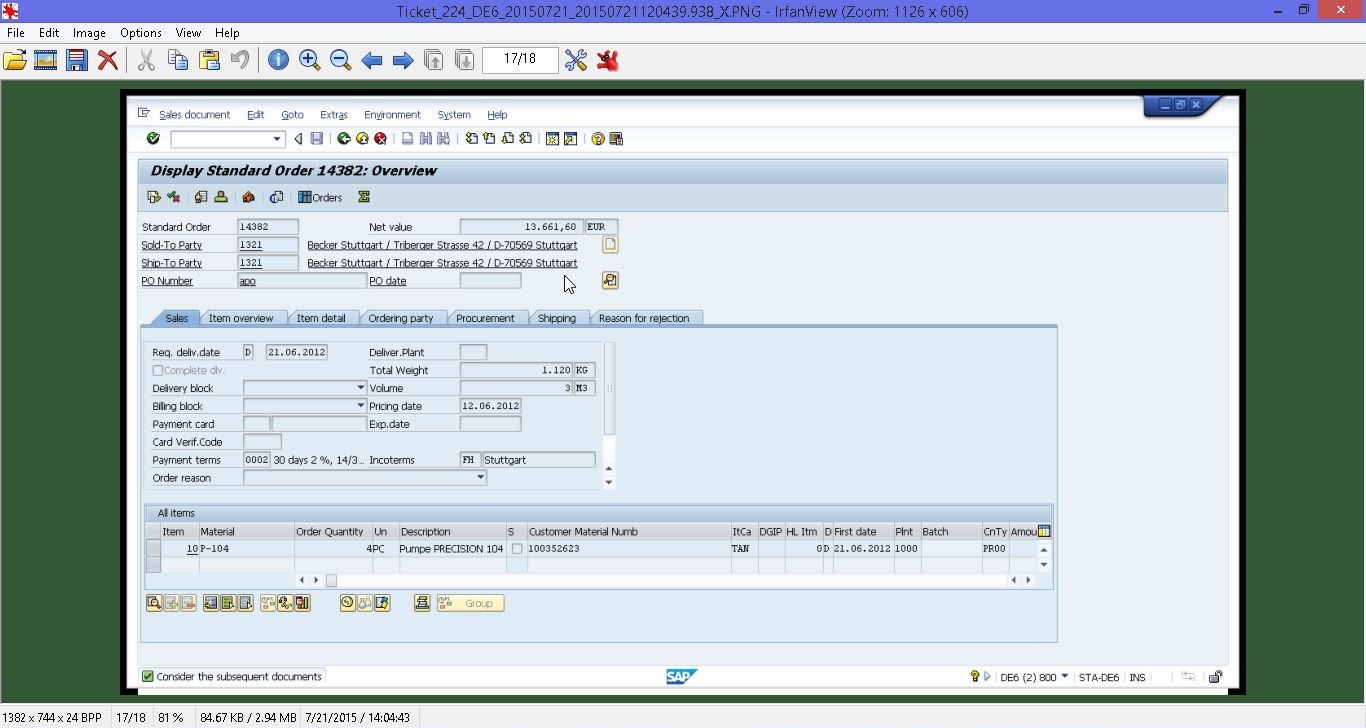 Ticket_224_DE6_20150721_20150721120439.938_X.PNG - IrfanView (Zoom: 1126 x 606)
File Edit Image Options View Help
17/18
Sales document Edit Goto Extras Environment System Help
Display Standard Order 14382: Overview
Orders
Standard Order 14382 Net value 13.661,60 EUR
Sold-To Party 1321 Becker Stuttgart / Triberger Strasse 42 / D-70569 Stuttgart
Ship-To Party 1321 Becker Stuttgart / Triberger Strasse 42 / D-70569 Stuttgart
PO Number apo PO date
Sales Item overview Item detail Ordering party Procurement Shipping Reason for rejection
Req. deliv.date D 21.06.2012 Deliver.Plant
Complete dlv. Total Weight 1.120 KG
Delivery block Volume 3 M3
Billing block Pricing date 12.06.2012
Payment card Exp.date
Card Verif.Code
Payment terms 0002 30 days 2 %, 14/3... Incoterms FH Stuttgart
Order reason
All items
Item Material Order Quantity Un Description S Customer Material Numb ItCa DGIP HL Itm D First date Plnt Batch CnTy Amou
10 P-104 4 PC Pumpe PRECISION 104 100352623 TAN 0 D 21.06.2012 1000 PR00
Group
Consider the subsequent documents SAP DE6 (2) 800 STA-DE6 INS
1382 x 744 x 24 BPP 17/18 81 % 84.67 KB / 2.94 MB 7/21/2015 / 14:04:43